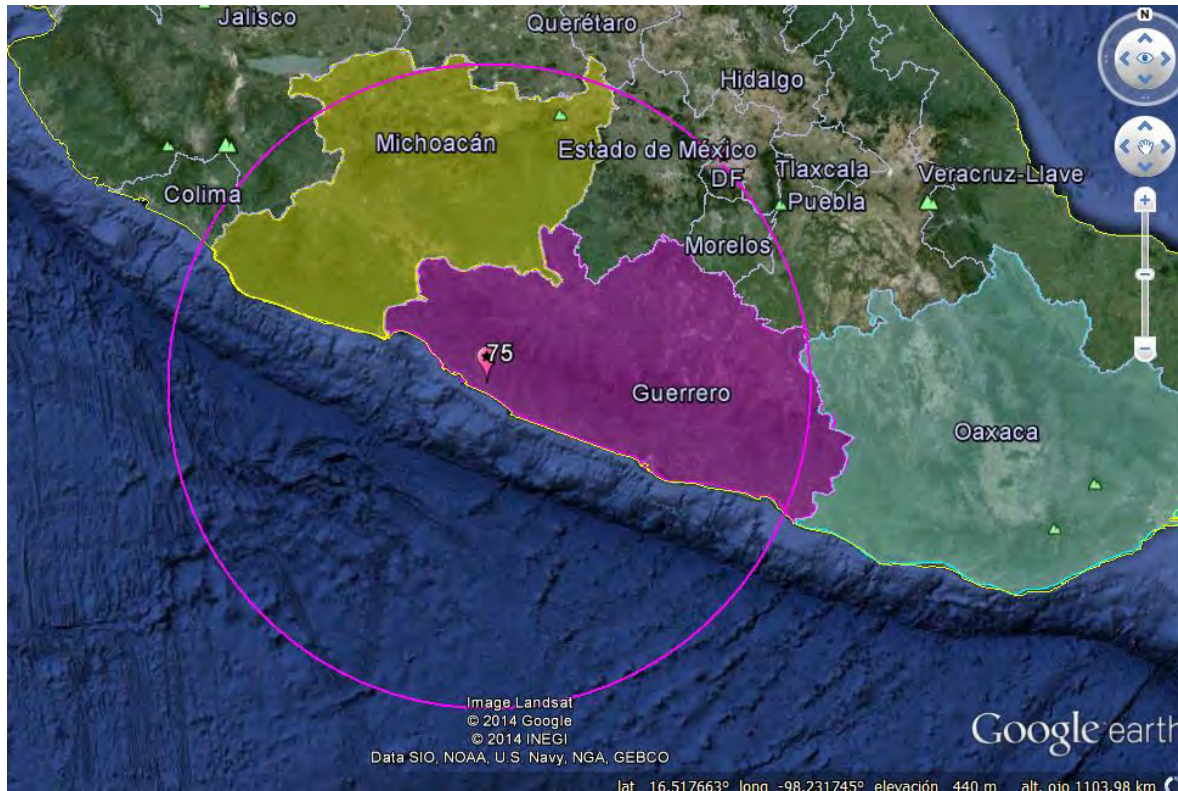 Jalisco
Querétaro
N
Hidalgo
Michoacán
Estado de México
Tlaxcala
DF
Veracruz-Llave
Colima
Puebla
Morelos
75
Guerrero
Oaxaca
Image Landsat
© 2014 Google
© 2014 INEGI
Data SIO, NOAA, U.S. Navy, NGA, GEBCO
Google earth
lat 16.517663° long -98.231745° elevación 440 m alt. ojo 1103.98 km